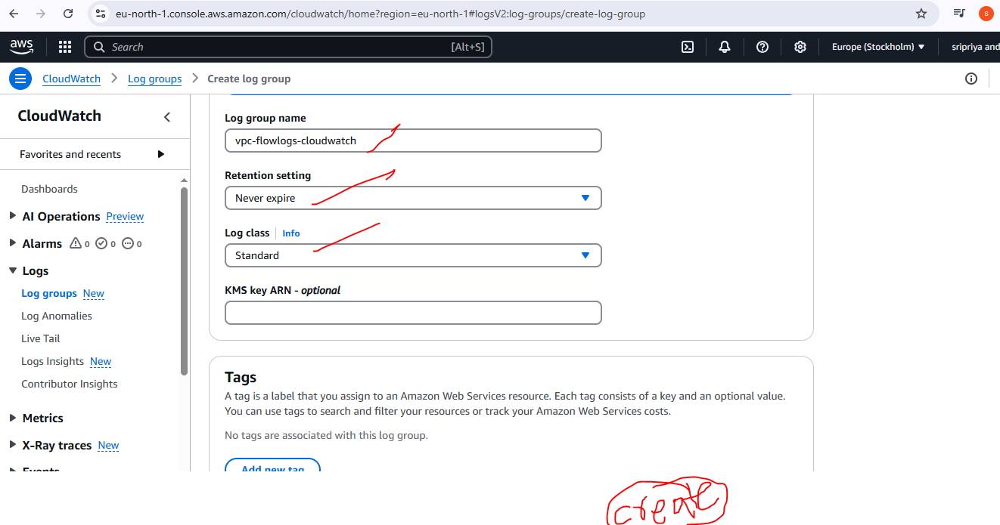 eu-north-1.console.aws.amazon.com/cloudwatch/home?region=eu-north-1#logsV2:log-groups/create-log-group
S
aws
Search [Alt+S]
Europe (Stockholm)
sripriya and
CloudWatch
Log groups
Create log group
CloudWatch
Favorites and recents
Dashboards
AI Operations Preview
Alarms 0 0 0
Logs
Log groups New
Log Anomalies
Live Tail
Logs Insights New
Contributor Insights
Metrics
X-Ray traces New
Events
Log group name
vpc-flowlogs-cloudwatch
Retention setting
Never expire
Log class Info
Standard
KMS key ARN - optional
Tags
A tag is a label that you assign to an Amazon Web Services resource. Each tag consists of a key and an optional value.
You can use tags to search and filter your resources or track your Amazon Web Services costs.
No tags are associated with this log group.
Add new tag
create